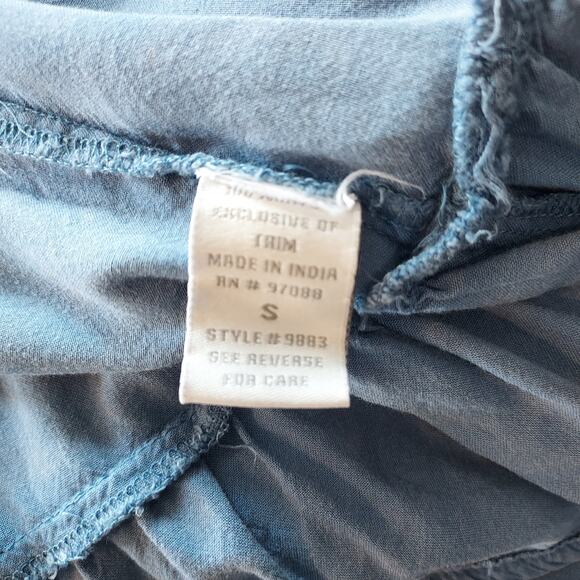 EXCLUSIVE OF
TRIM
MADE IN INDIA
RN # 97088
S
STYLE # 9883
SEE REVERSE
FOR CARE